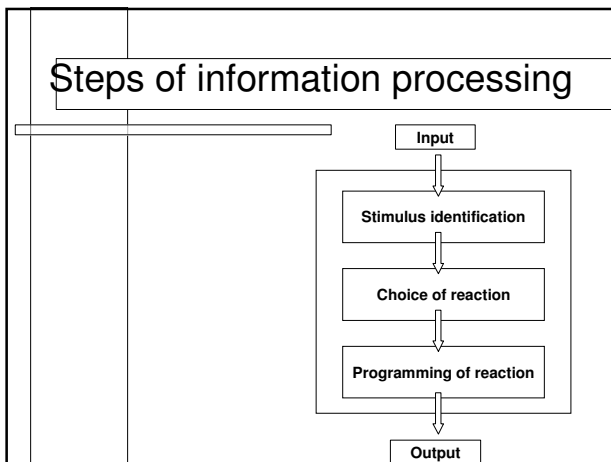 Steps of information processing
Input
Stimulus identification
Choice of reaction
Programming of reaction
Output